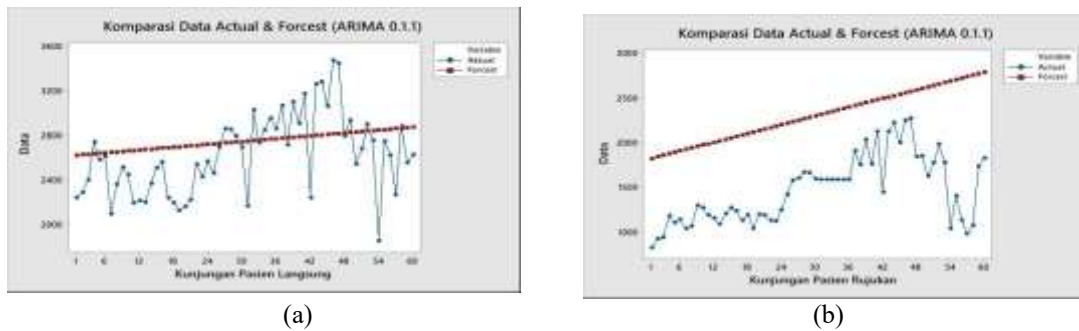 Komparasi Data Actual & Forcest (ARIMA 0.1.1)
Variable
Aktual
Forcest
3600
3200
2800
2400
2000
Data
1 6 12 18 24 30 36 42 48 54 60
Kunjungan Pasien Langsung
(a)
Komparasi Data Actual & Forcest (ARIMA 0.1.1)
Variable
Actual
Forcest
3000
2500
2000
1500
1000
Data
1 6 12 18 24 30 36 42 48 54 60
Kunjungan Pasien Rujukan
(b)